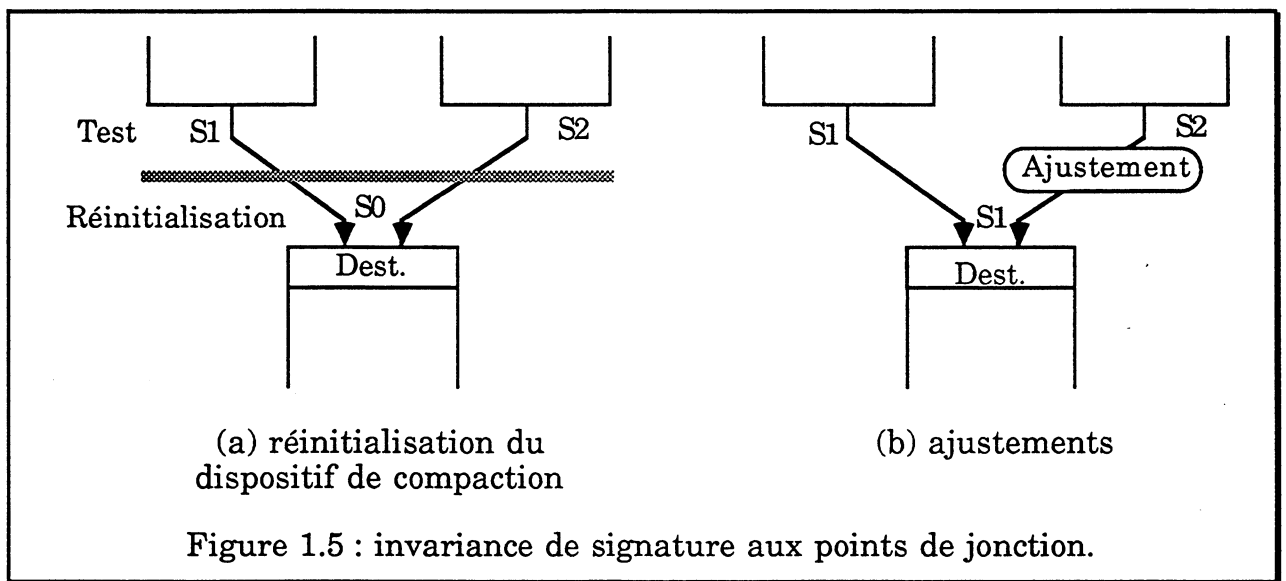 Test
S1
S2
Réinitialisation
S0
Dest.
(a) réinitialisation du
dispositif de compaction
S1
S2
Ajustement
S1
Dest.
(b) ajustements
Figure 1.5 : invariance de signature aux points de jonction.